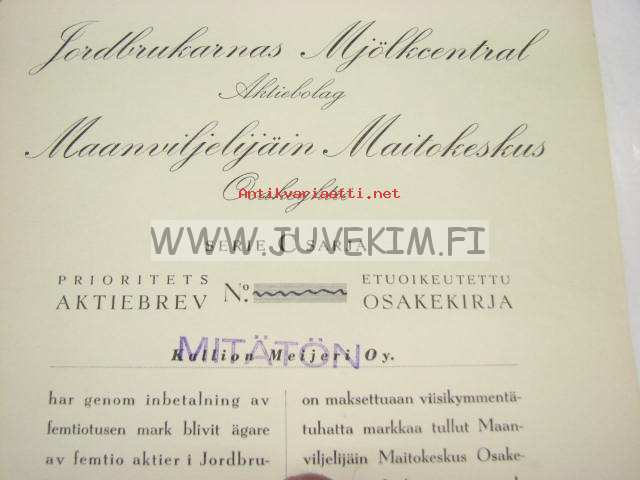 Jordbrukarnas Mjölkcentral
Aktiebolag
Maanviljelijäin Maitokeskus
Antikvariaatti.net
WWW.JUVEKIM.FI
SERIE C SARJA
PRIORITETS AKTIEBREV
No.
ETUOIKEUTETTU OSAKEKIRJA
MITÄTÖN
Kallion Meijeri Oy.
har genom inbetalning av
femtiotusen mark blivit ägare
av femtio aktier i Jordbru-
on maksettuaan viisikymmentä-
tuhatta markkaa tullut Maan-
viljelijäin Maitokeskus Osake-